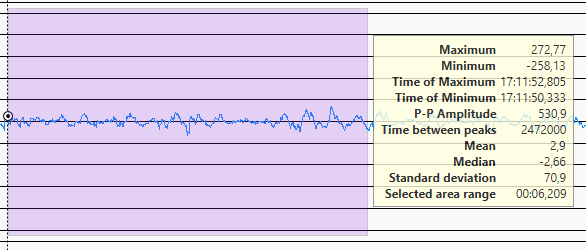 Maximum 272,77
Minimum -258,13
Time of Maximum 17:11:52,805
Time of Minimum 17:11:50,333
P-P Amplitude 530,9
Time between peaks 2472000
Mean 2,9
Median -2,66
Standard deviation 70,9
Selected area range 00:06,209